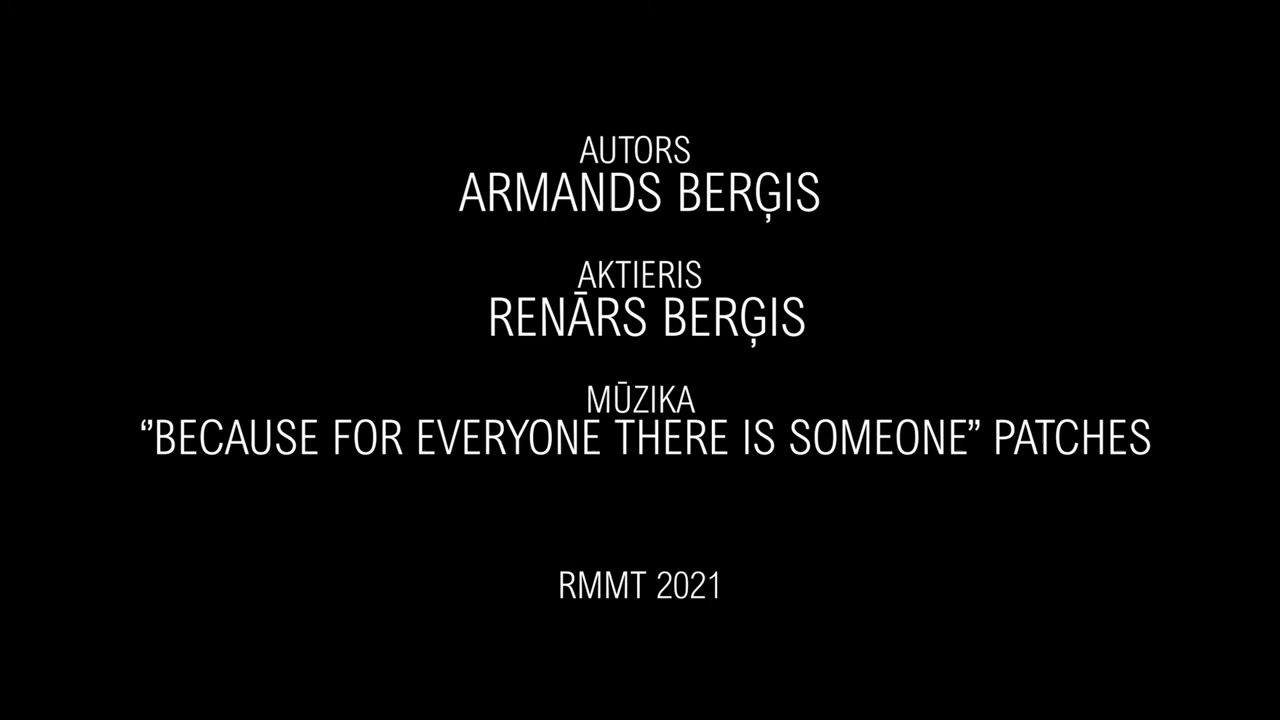 AUTORS
ARMANDS BERĢIS
AKTIERIS
RENĀRS BERĢIS
MŪZIKA
”BECAUSE FOR EVERYONE THERE IS SOMEONE” PATCHES
RMMT 2021